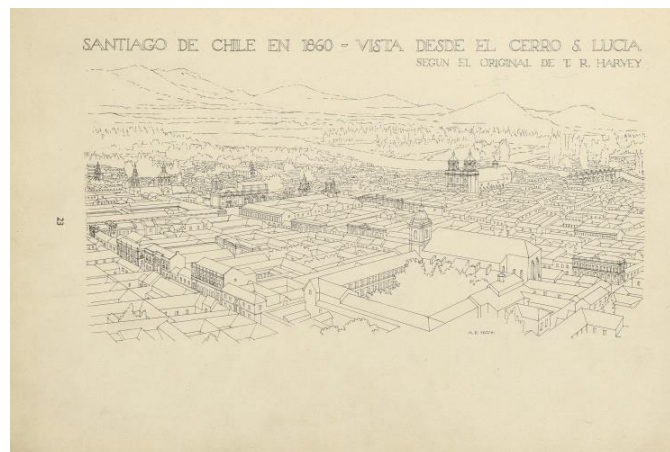 SANTIAGO DE CHILE EN 1860 - VISTA DESDE EL CERRO S. LUCIA
SEGUN EL ORIGINAL DE T. R. HARVEY
23